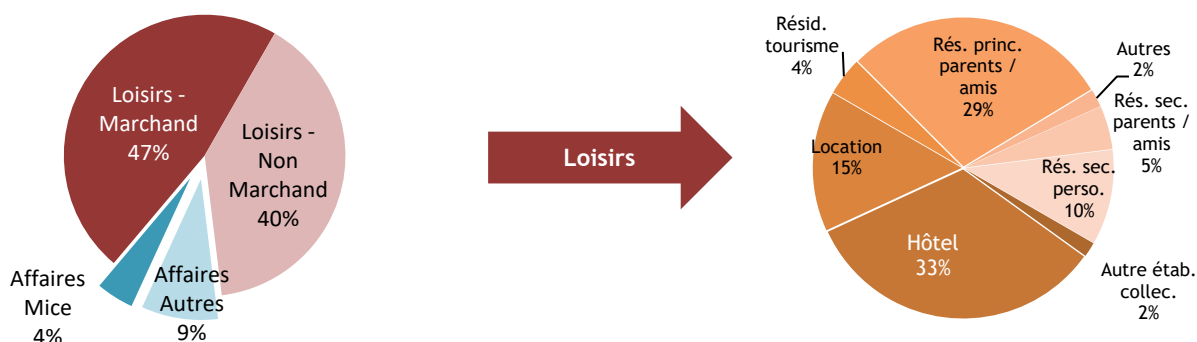 Loisirs -
Marchand
47%
Loisirs -
Non
Marchand
40%
Affaires
Mice
4%
Affaires
Autres
9%
Loisirs
Résid.
tourisme
4%
Rés. princ.
parents /
amis
29%
Autres
2%
Rés. sec.
parents /
amis
5%
Location
15%
Rés. sec.
perso.
10%
Hôtel
33%
Autre étab.
collec.
2%